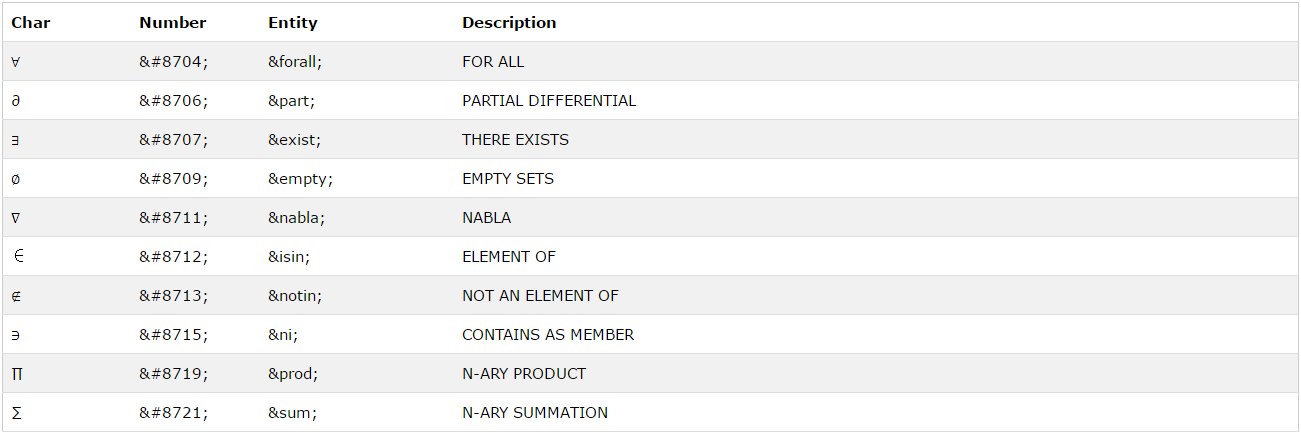 Char Number Entity Description
∀ &#8704; &forall; FOR ALL
∂ &#8706; &part; PARTIAL DIFFERENTIAL
∃ &#8707; &exist; THERE EXISTS
∅ &#8709; &empty; EMPTY SETS
∇ &#8711; &nabla; NABLA
∈ &#8712; &isin; ELEMENT OF
∉ &#8713; &notin; NOT AN ELEMENT OF
∋ &#8715; &ni; CONTAINS AS MEMBER
∏ &#8719; &prod; N-ARY PRODUCT
∑ &#8721; &sum; N-ARY SUMMATION